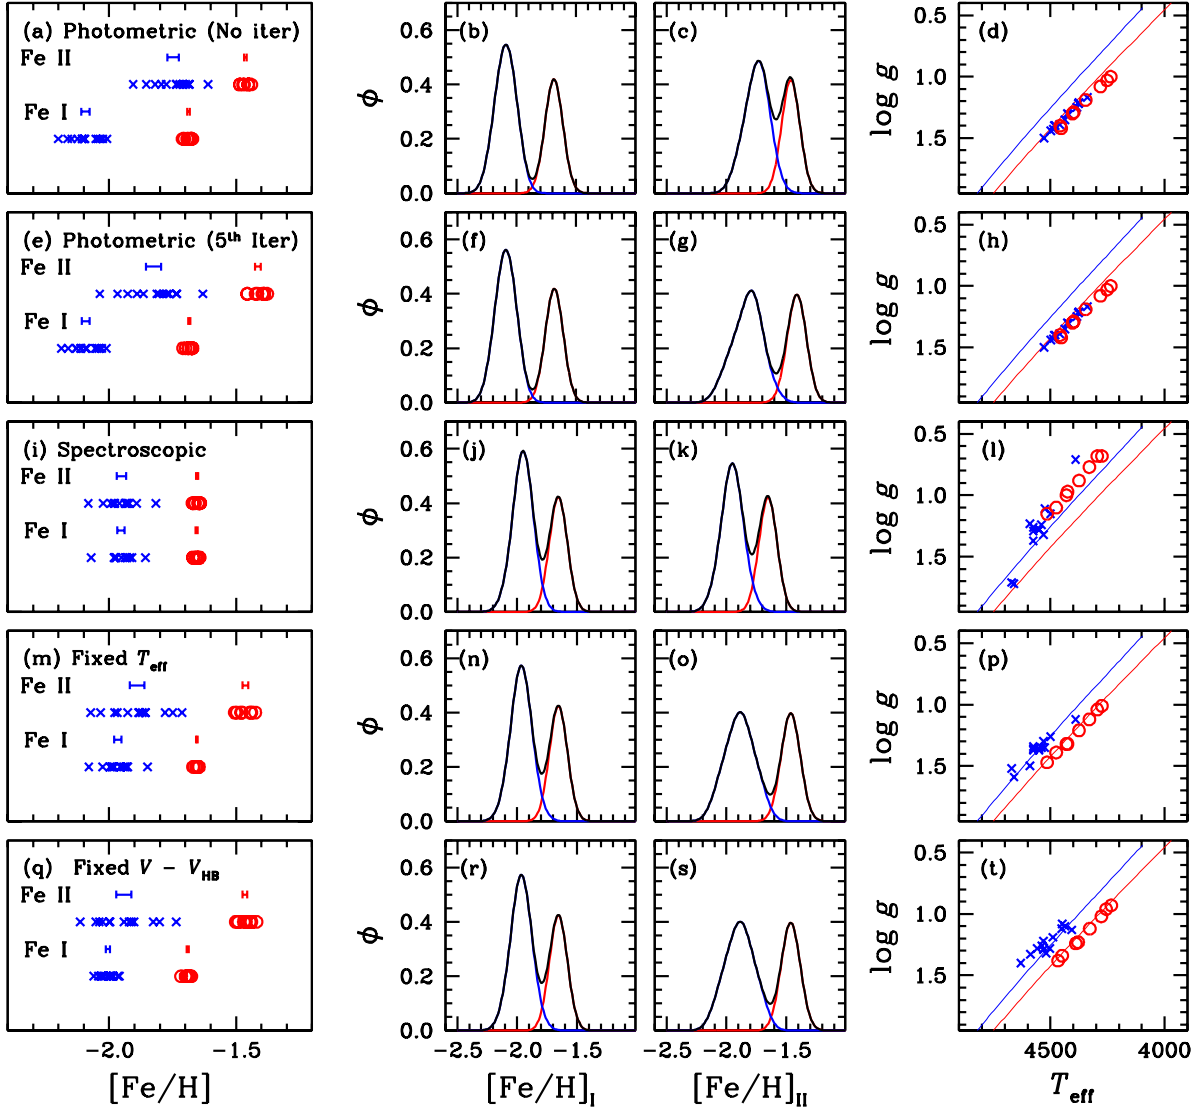 (a) Photometric (No iter)
Fe II
Fe I
(b)
(c)
(d)
0.6
0.4
0.2
0.0
ϕ
0.5
1.0
1.5
log g
(e) Photometric (5th Iter)
Fe II
Fe I
(f)
(g)
(h)
0.6
0.4
0.2
0.0
ϕ
0.5
1.0
1.5
log g
(i) Spectroscopic
Fe II
Fe I
(j)
(k)
(l)
0.6
0.4
0.2
0.0
ϕ
0.5
1.0
1.5
log g
(m) Fixed Teff
Fe II
Fe I
(n)
(o)
(p)
0.6
0.4
0.2
0.0
ϕ
0.5
1.0
1.5
log g
(q) Fixed V − VHB
Fe II
Fe I
(r)
(s)
(t)
0.6
0.4
0.2
0.0
ϕ
0.5
1.0
1.5
log g
−2.0 −1.5
−2.5 −2.0 −1.5
−2.5 −2.0 −1.5
4500 4000
[Fe/H]
[Fe/H]I
[Fe/H]II
Teff